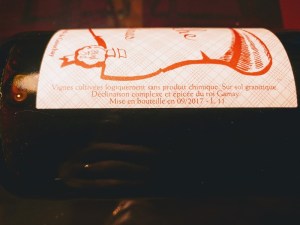 Vignes cultivées logiquement sans produit chimique. Sur sol granitique.
Déclinaison complexe et épicée du roi Gamay.
Mise en bouteille en 09/2017 - L 11